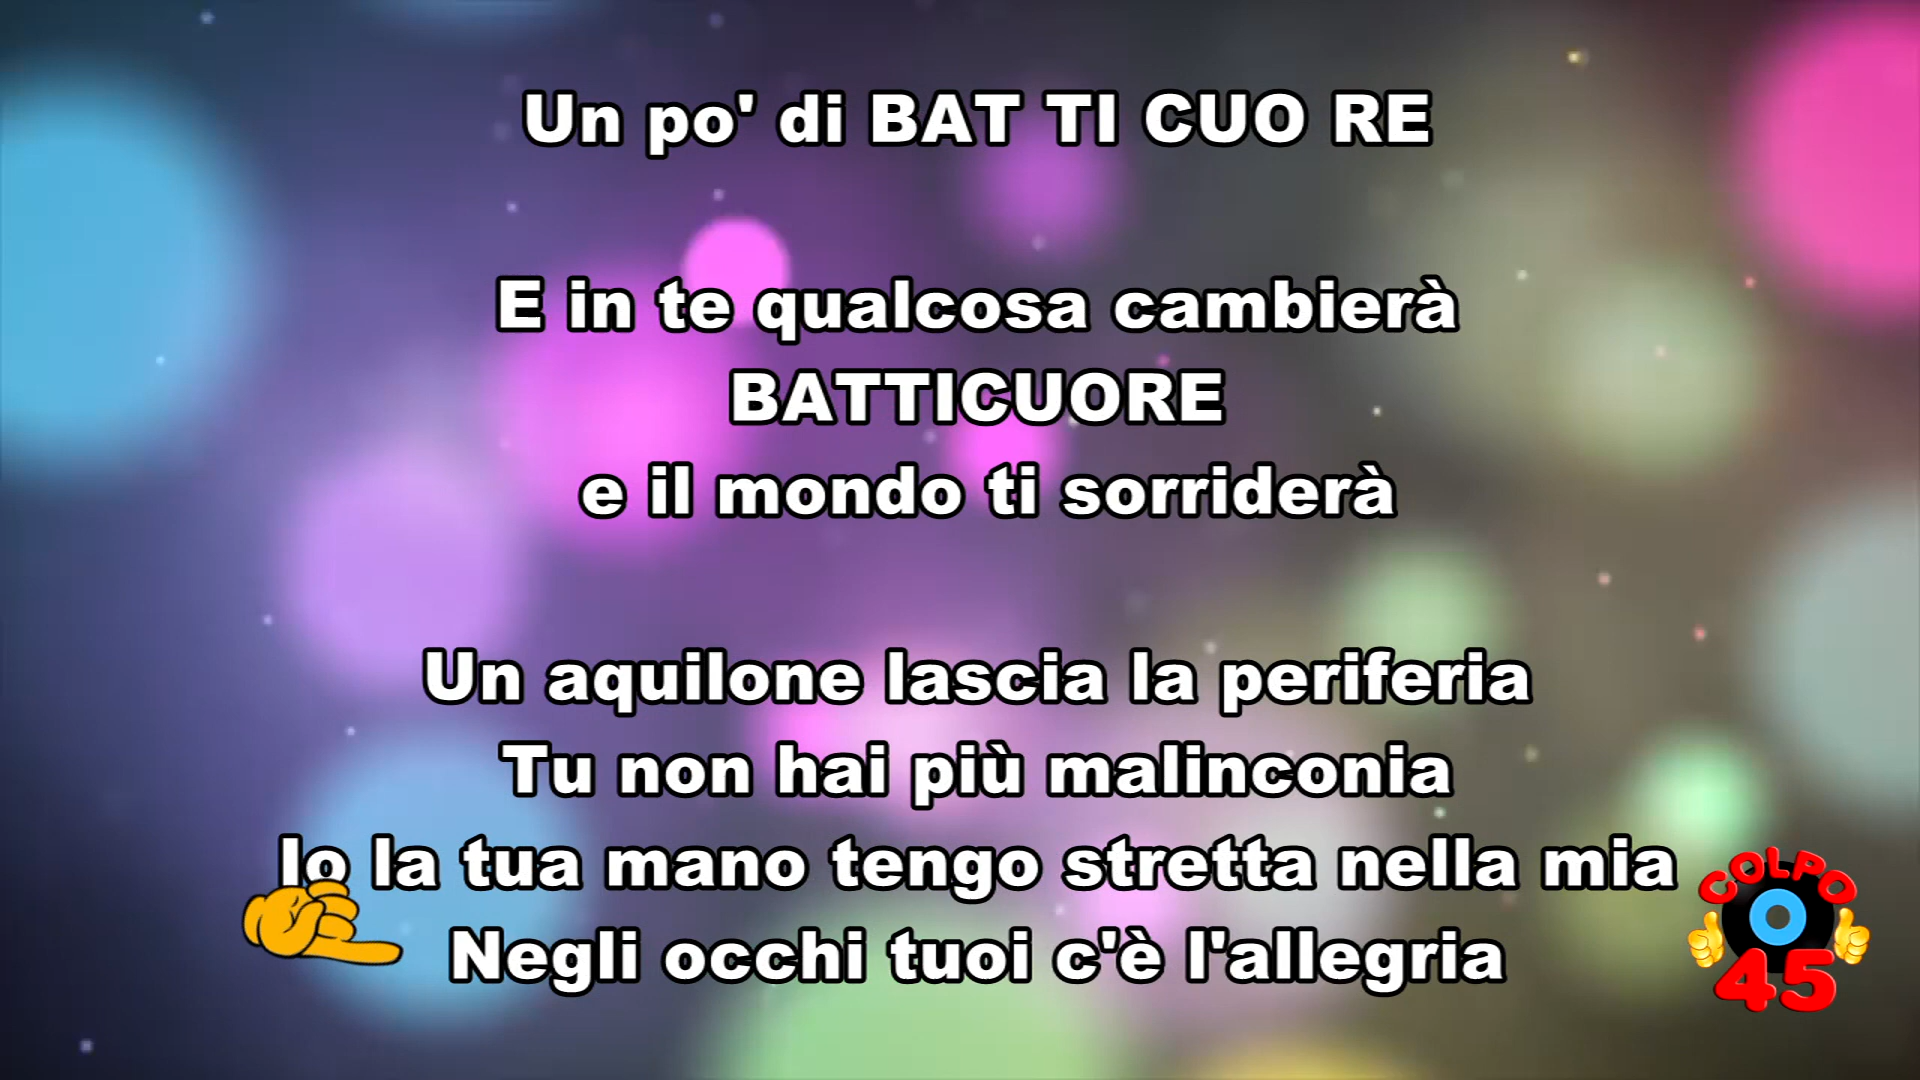 Un po' di BAT TI CUO RE
E in te qualcosa cambierà
BATTICUORE
e il mondo ti sorriderà
Un aquilone lascia la periferia
Tu non hai più malinconia
Io la tua mano tengo stretta nella mia
Negli occhi tuoi c'è l'allegria
COLPO
45